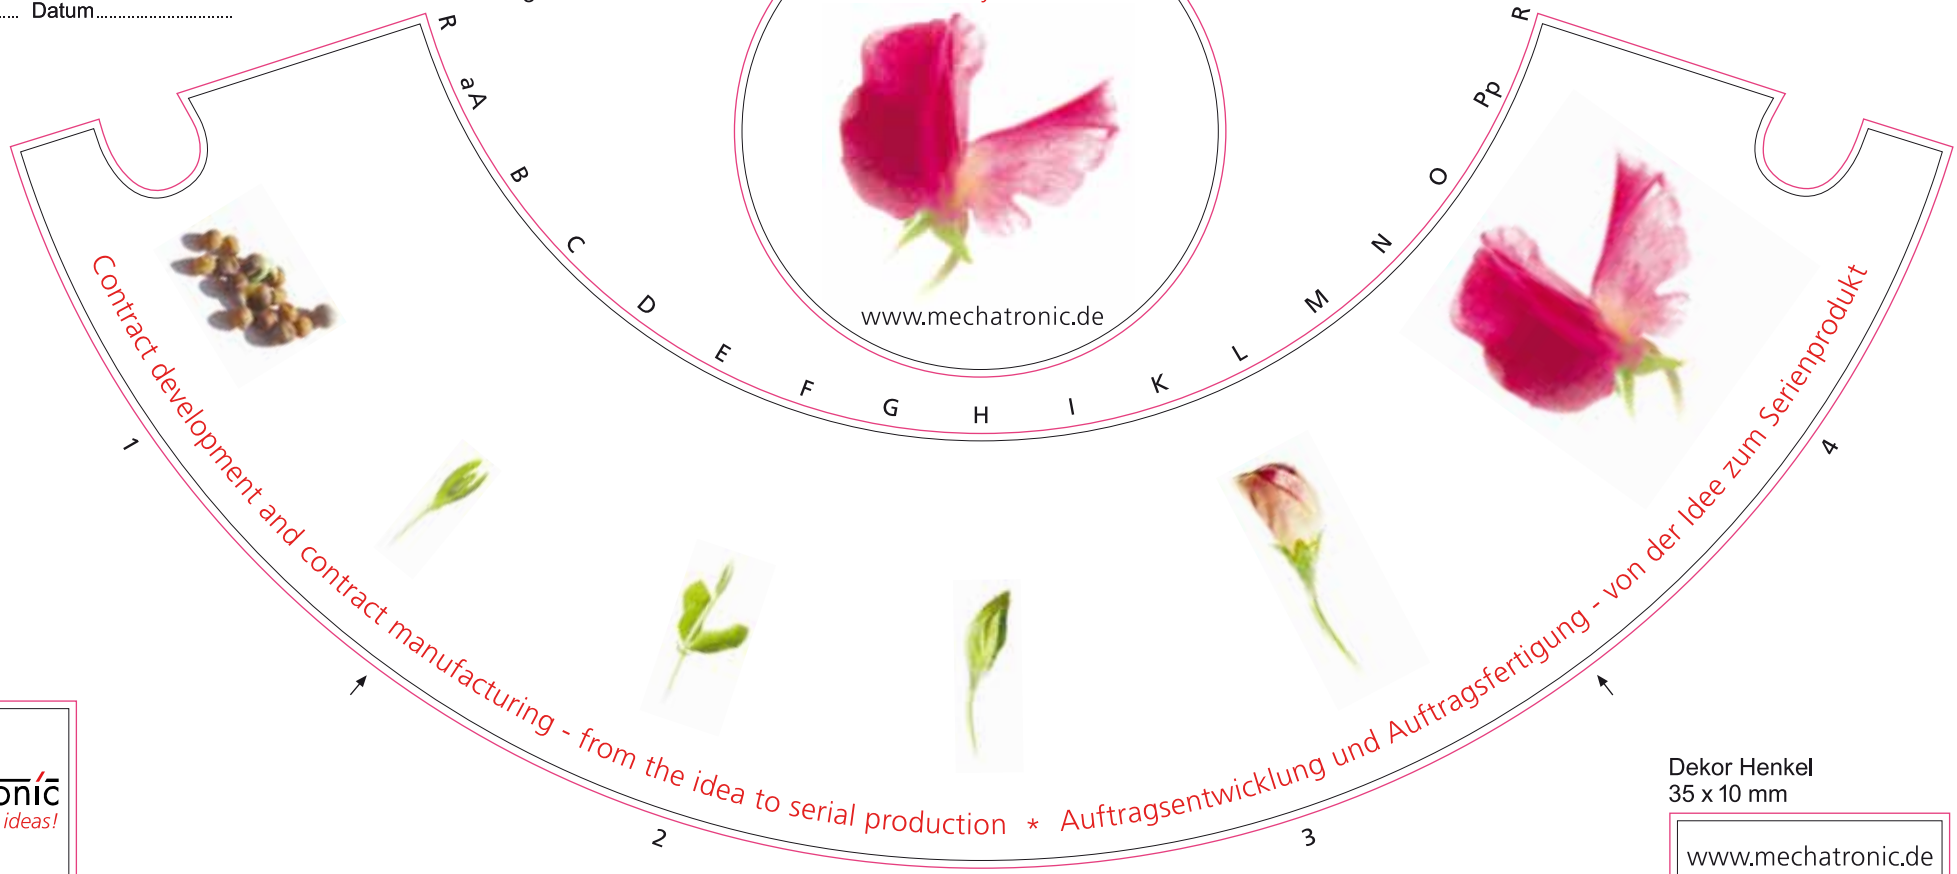 Datum
R
aA
B
C
D
E
F
G
H
I
K
L
M
N
O
Pp
R
www.mechatronic.de
Contract development and contract manufacturing - from the idea to serial production * Auftragsentwicklung und Auftragsfertigung - von der Idee zum Serienprodukt
1
2
3
4
onic
ideas!
Dekor Henkel
35 x 10 mm
www.mechatronic.de